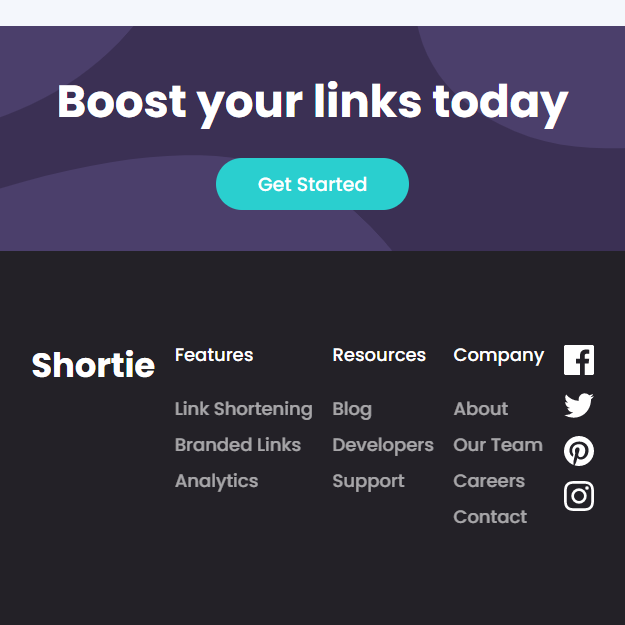 Boost your links today
Get Started
Shortie
Features
Link Shortening
Branded Links
Analytics
Resources
Blog
Developers
Support
Company
About
Our Team
Careers
Contact